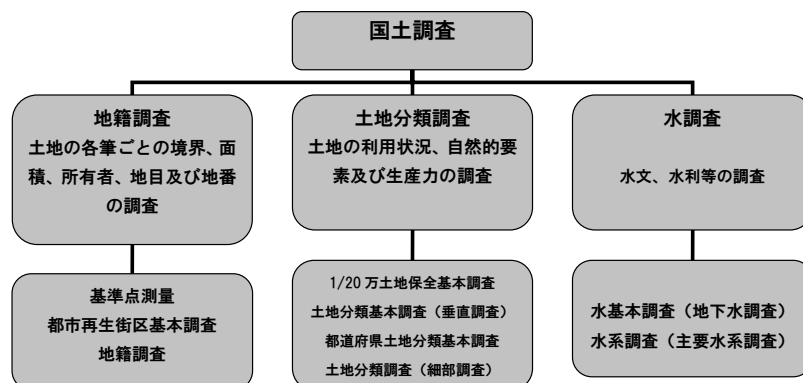 国土調査
地籍調査
土地の各筆ごとの境界、面
積、所有者、地目及び地番
の調査
土地分類調査
土地の利用状況、自然的要
素及び生産力の調査
水調査
水文、水利等の調査
基準点測量
都市再生街区基本調査
地籍調査
1/20 万土地保全基本調査
土地分類基本調査（垂直調査）
都道府県土地分類基本調査
土地分類調査（細部調査）
水基本調査（地下水調査）
水系調査（主要水系調査）